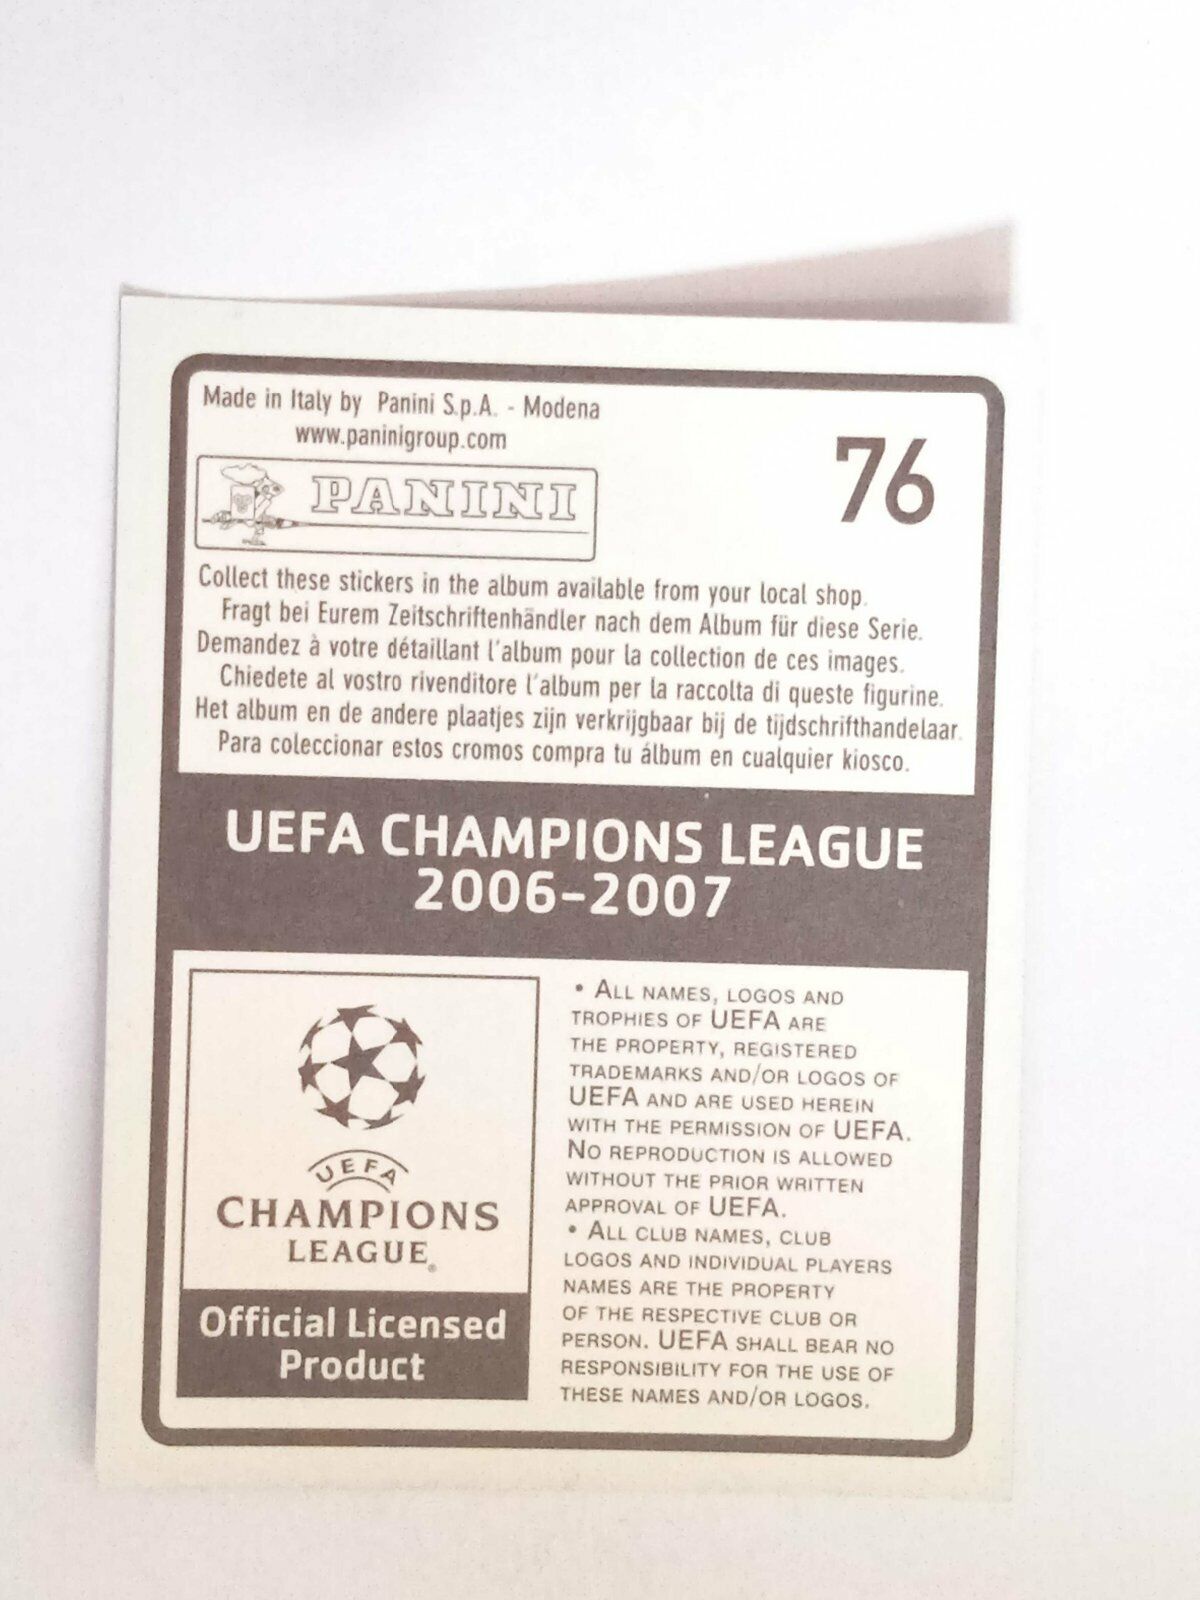 Made in Italy by Panini S.p.A. - Modena
www.paninigroup.com
76
PANINI
Collect these stickers in the album available from your local shop.
Fragt bei Eurem Zeitschriftenhändler nach dem Album für diese Serie.
Demandez à votre détaillant l'album pour la collection de ces images.
Chiedete al vostro rivenditore l'album per la raccolta di queste figurine.
Het album en de andere plaatjes zijn verkrijgbaar bij de tijdschrifthandelaar.
Para coleccionar estos cromos compra tu álbum en cualquier kiosco.
UEFA CHAMPIONS LEAGUE
2006-2007
UEFA
CHAMPIONS
LEAGUE®
Official Licensed
Product
• ALL NAMES, LOGOS AND
TROPHIES OF UEFA ARE
THE PROPERTY, REGISTERED
TRADEMARKS AND/OR LOGOS OF
UEFA AND ARE USED HEREIN
WITH THE PERMISSION OF UEFA.
NO REPRODUCTION IS ALLOWED
WITHOUT THE PRIOR WRITTEN
APPROVAL OF UEFA.
• ALL CLUB NAMES, CLUB
LOGOS AND INDIVIDUAL PLAYERS
NAMES ARE THE PROPERTY
OF THE RESPECTIVE CLUB OR
PERSON. UEFA SHALL BEAR NO
RESPONSIBILITY FOR THE USE OF
THESE NAMES AND/OR LOGOS.